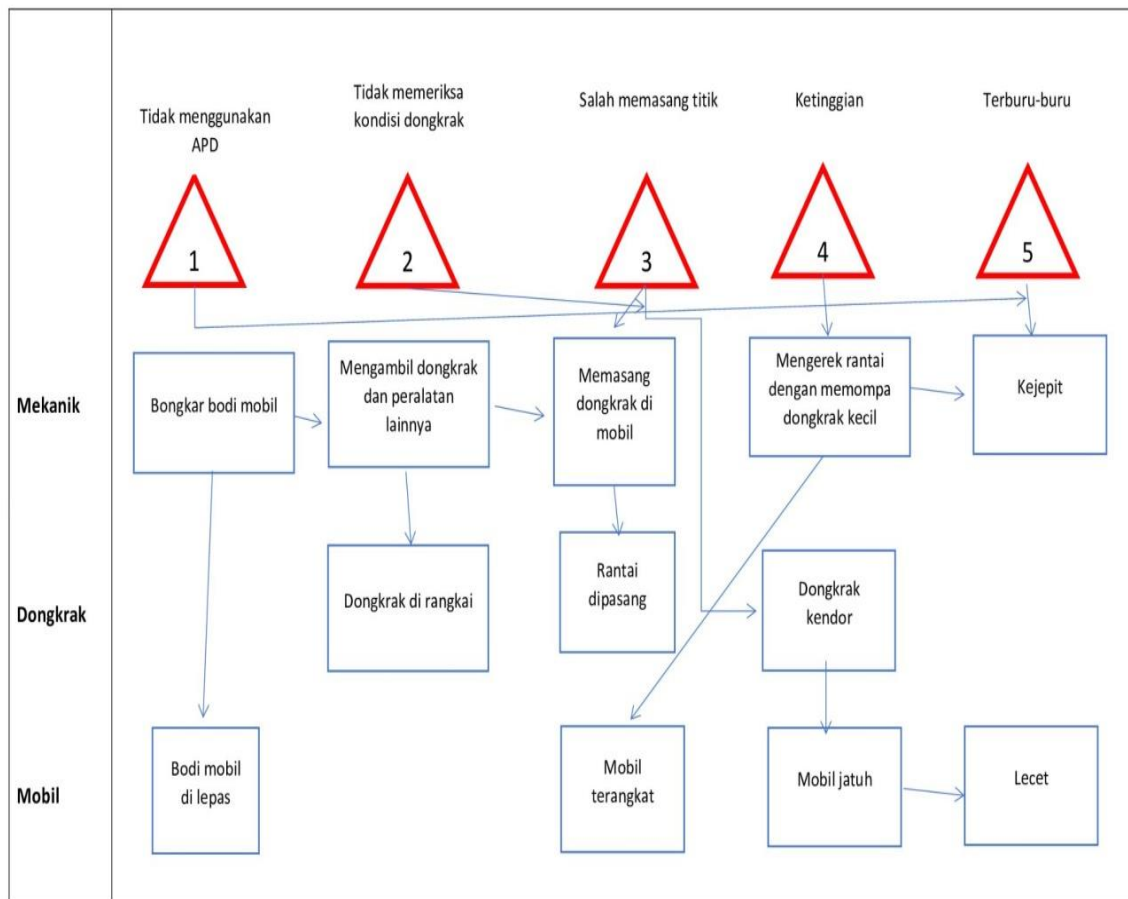 Tidak menggunakan
APD
Tidak memeriksa
kondisi dongkrak
Salah memasang titik
Ketinggian
Terburu-buru
1
2
3
4
5
Mekanik
Bongkar bodi mobil
Mengambil dongkrak
dan peralatan
lainnya
Memasang
dongkrak di
mobil
Mengerek rantai
dengan memompa
dongkrak kecil
Kejepit
Dongkrak
Dongkrak di rangkai
Rantai
dipasang
Dongkrak
kendor
Mobil
Bodi mobil
di lepas
Mobil
terangkat
Mobil jatuh
Lecet